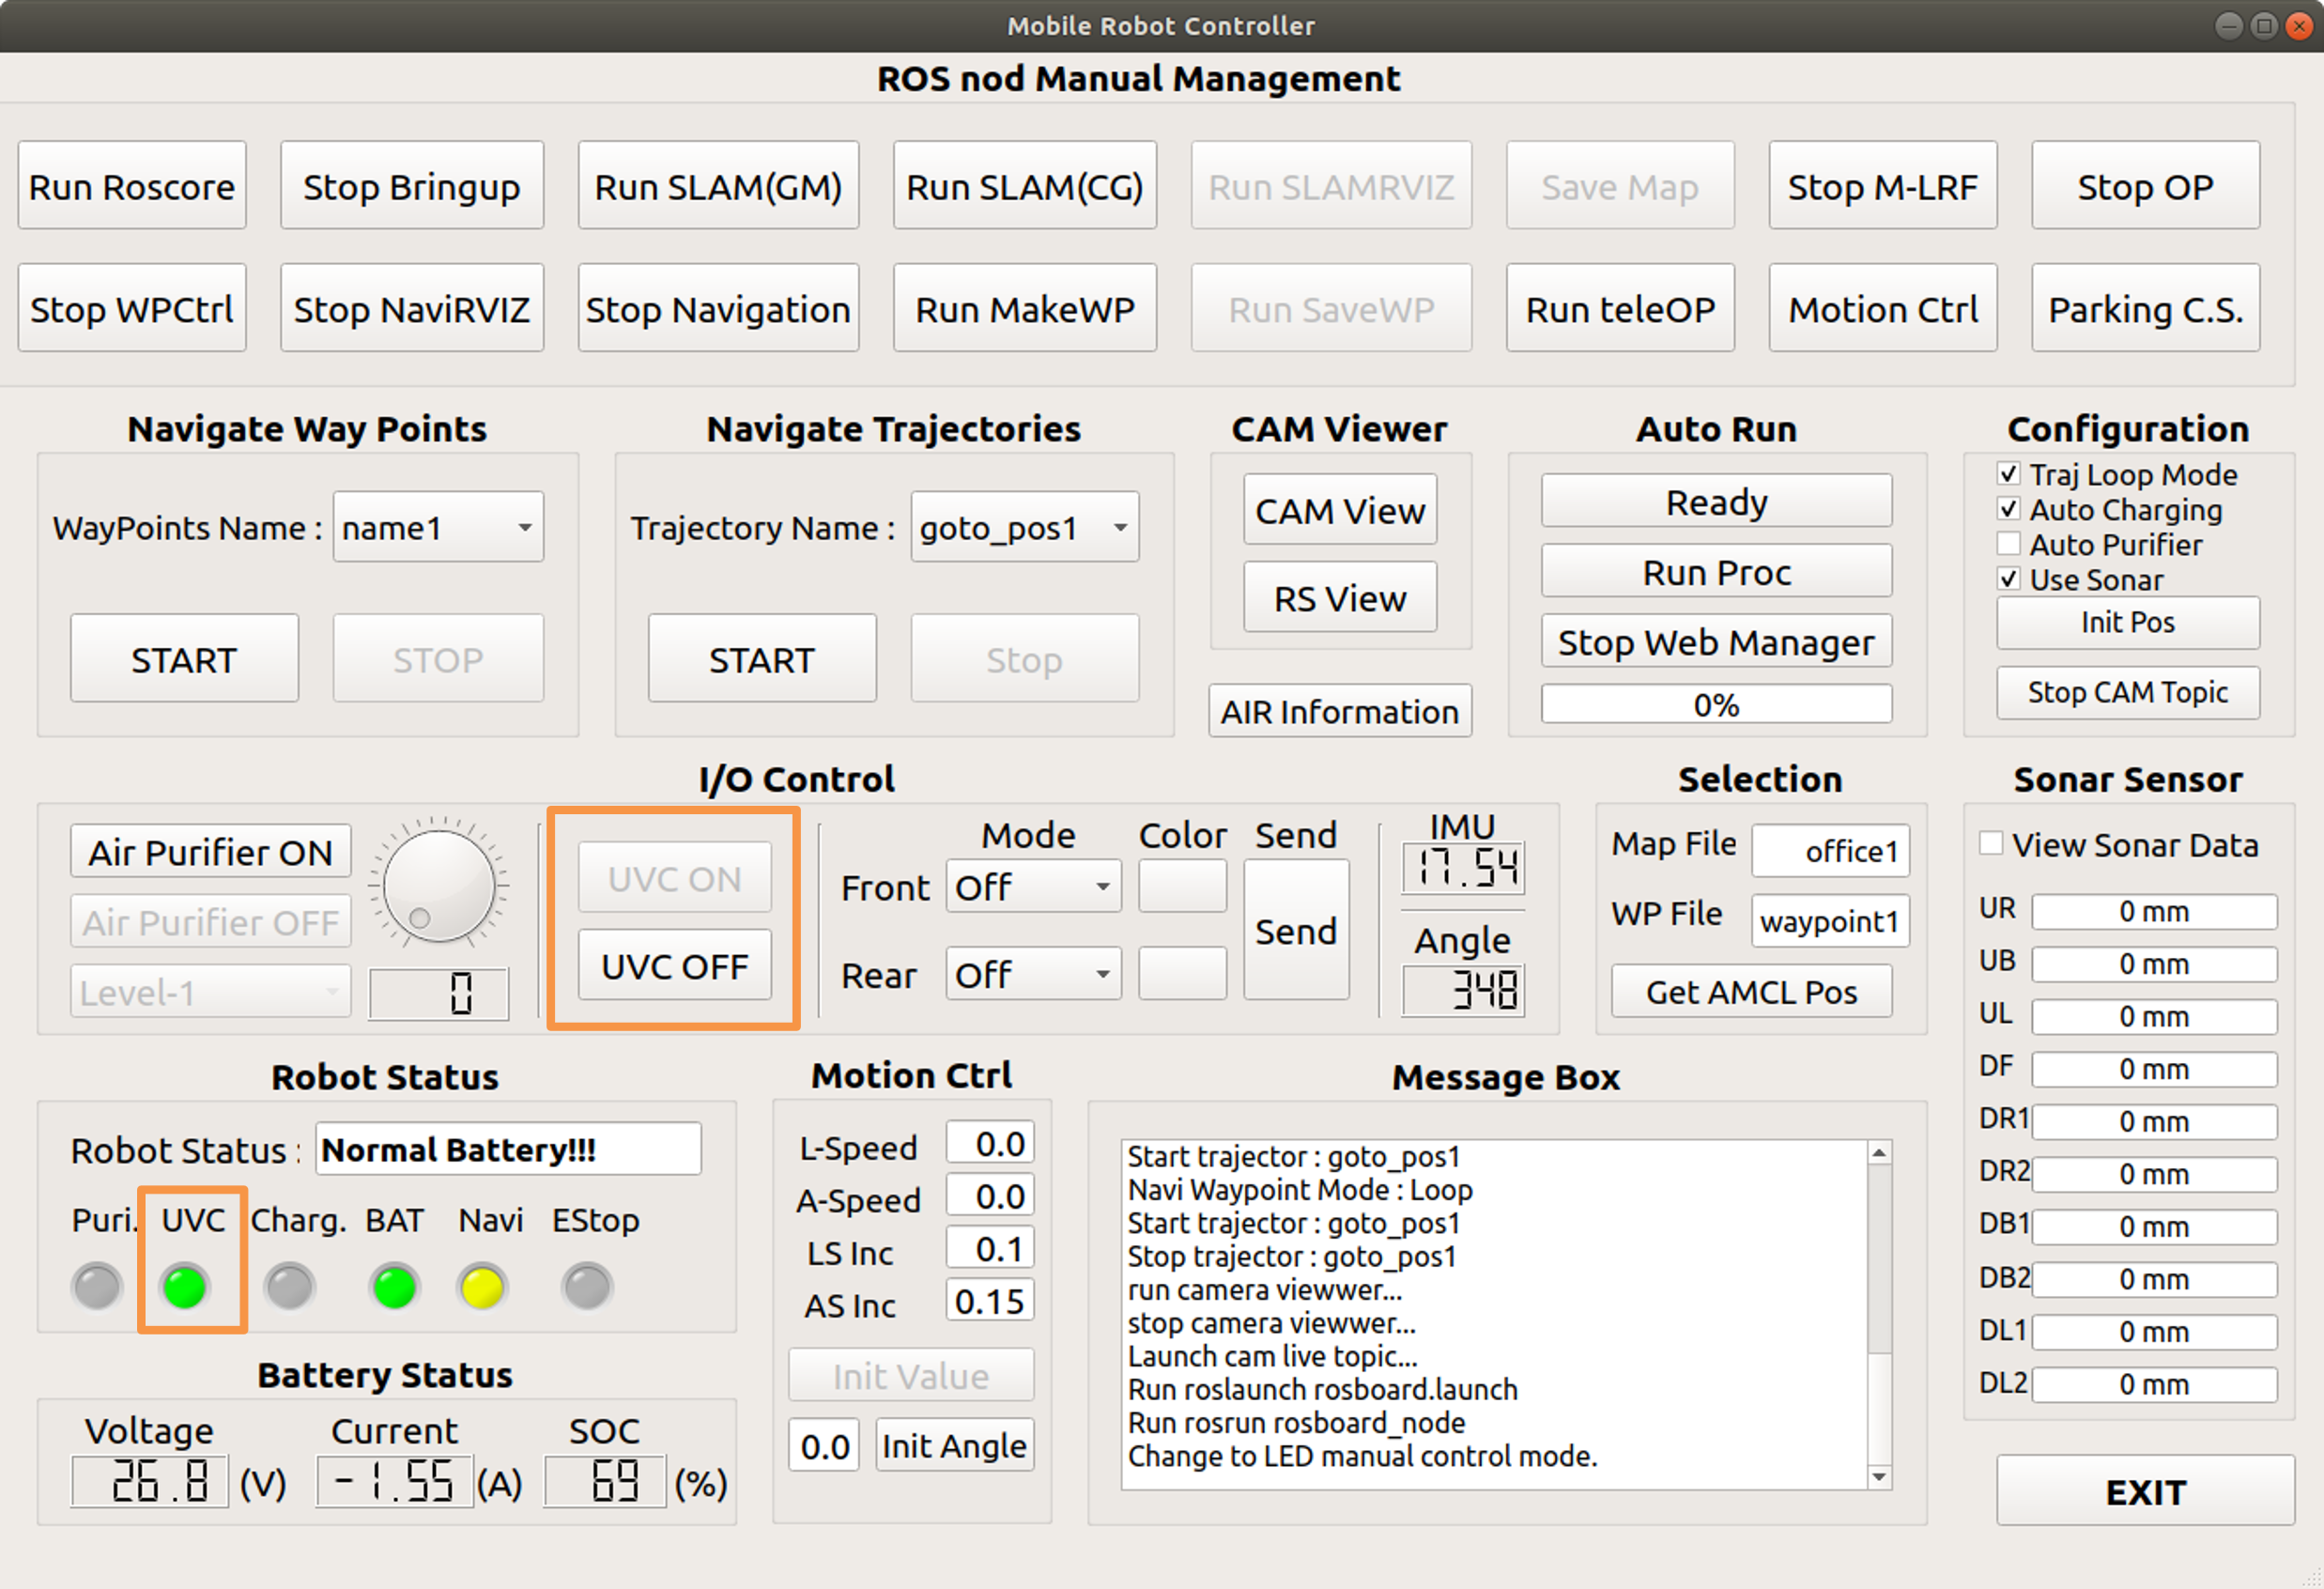 Mobile Robot Controller
ROS nod Manual Management
Run Roscore Stop Bringup Run SLAM(GM) Run SLAM(CG) Run SLAMRVIZ Save Map Stop M-LRF Stop OP
Stop WPCtrl Stop NaviRVIZ Stop Navigation Run MakeWP Run SaveWP Run teleOP Motion Ctrl Parking C.S.
Navigate Way Points
WayPoints Name : name1
START STOP
Navigate Trajectories
Trajectory Name : goto_pos1
START Stop
CAM Viewer
CAM View
RS View
AIR Information
Auto Run
Ready
Run Proc
Stop Web Manager
0%
Configuration
Traj Loop Mode
Auto Charging
Auto Purifier
Use Sonar
Init Pos
Stop CAM Topic
I/O Control
Air Purifier ON
Air Purifier OFF
Level-1
0
UVC ON
UVC OFF
Mode Color Send
Front Off
Send
Rear Off
IMU
17.54
Angle
348
Selection
Map File office1
WP File waypoint1
Get AMCL Pos
Sonar Sensor
View Sonar Data
UR 0 mm
UB 0 mm
UL 0 mm
DF 0 mm
DR1 0 mm
DR2 0 mm
DB1 0 mm
DB2 0 mm
DL1 0 mm
DL2 0 mm
Robot Status
Robot Status : Normal Battery!!!
Puri. UVC Charg. BAT Navi EStop
Battery Status
Voltage Current SOC
26.8 (V) -1.55 (A) 69 (%)
Motion Ctrl
L-Speed 0.0
A-Speed 0.0
LS Inc 0.1
AS Inc 0.15
Init Value
0.0 Init Angle
Message Box
Start trajector : goto_pos1
Navi Waypoint Mode : Loop
Start trajector : goto_pos1
Stop trajector : goto_pos1
run camera viewwer...
stop camera viewwer...
Launch cam live topic...
Run roslaunch rosboard.launch
Run rosrun rosboard_node
Change to LED manual control mode.
EXIT